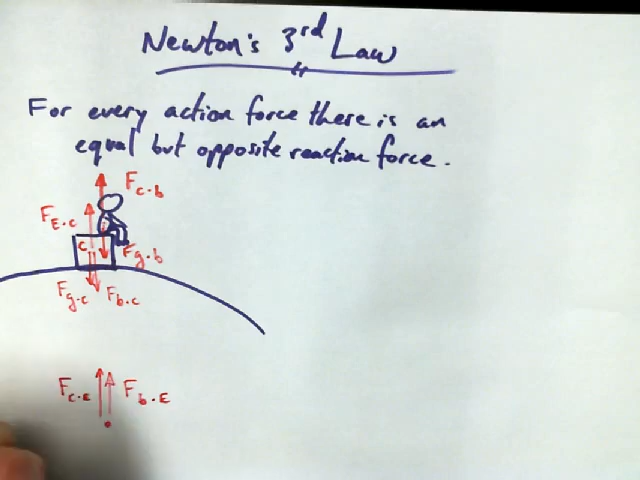 Newton's 3rd Law
For every action force there is an
equal but opposite reaction force.
Fc.b
FE.c
c
Fg.b
Fg.c Fb.c
Fc.E Fb.E